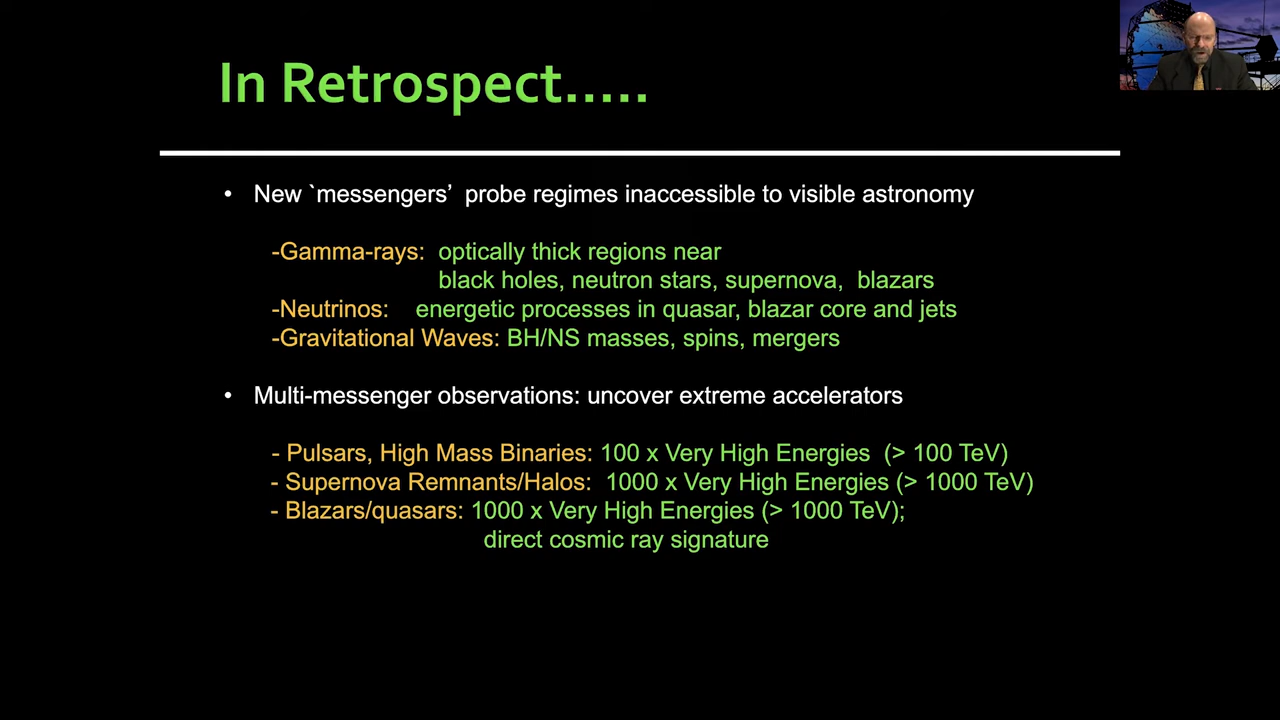 In Retrospect.....
• New `messengers’ probe regimes inaccessible to visible astronomy
-Gamma-rays: optically thick regions near
black holes, neutron stars, supernova, blazars
-Neutrinos: energetic processes in quasar, blazar core and jets
-Gravitational Waves: BH/NS masses, spins, mergers
• Multi-messenger observations: uncover extreme accelerators
- Pulsars, High Mass Binaries: 100 x Very High Energies (> 100 TeV)
- Supernova Remnants/Halos: 1000 x Very High Energies (> 1000 TeV)
- Blazars/quasars: 1000 x Very High Energies (> 1000 TeV);
direct cosmic ray signature